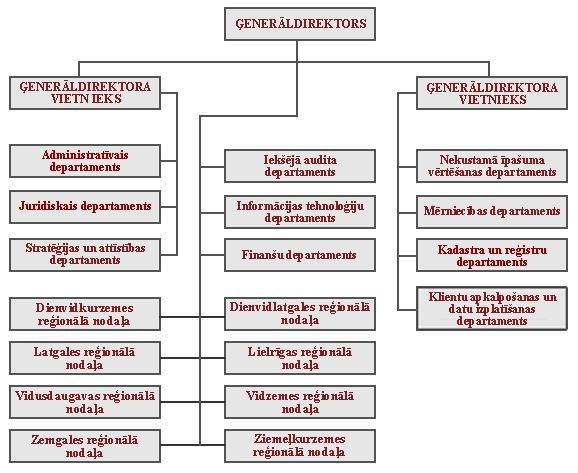 ĢENERĀLDIREKTORS
ĢENERĀLDIREKTORA
VIETNIEKS
ĢENERĀLDIREKTORA
VIETNIEKS
Administratīvais
departaments
Juridiskais departaments
Stratēģijas un attīstības
departaments
Iekšējā audita
departaments
Informācijas tehnoloģiju
departaments
Finanšu departaments
Nekustamā īpašuma
vērtēšanas departaments
Mērniecības departaments
Kadastra un reģistru
departaments
Klientu apkalpošanas un
datu izplatīšanas
departaments
Dienvidkurzemes
reģionālā nodaļa
Dienvidlatgales reģionālā
nodaļa
Latgales reģionālā
nodaļa
Lielrīgas reģionālā
nodaļa
Vidusdaugavas reģionālā
nodaļa
Vidzemes reģionālā
nodaļa
Zemgales reģionālā
nodaļa
Ziemeļkurzemes
reģionālā nodaļa